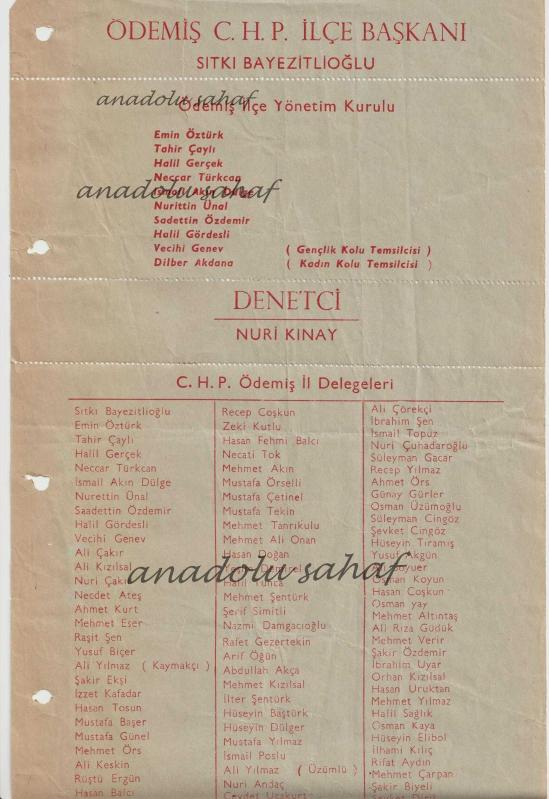 ÖDEMİŞ C. H. P. İLÇE BAŞKANI
SITKI BAYEZİTLİOĞLU
anadolu sahaf
Ödemiş İlçe Yönetim Kurulu
Emin Öztürk
Tahir Çaylı
Halil Gerçek
Neccar Türkcan
anadolu sahaf
İsmail Akın Dülge
Nurittin Ünal
Sadettin Özdemir
Halil Gördesli
Vecihi Genev ( Gençlik Kolu Temsilcisi )
Dilber Akdana ( Kadın Kolu Temsilcisi )
DENETCİ
NURİ KINAY
C. H. P. Ödemiş İl Delegeleri
Sıtkı Bayezitlioğlu
Emin Öztürk
Tahir Çaylı
Halil Gerçek
Neccar Türkcan
İsmail Akın Dülge
Nurettin Ünal
Saadettin Özdemir
Halil Gördesli
Vecihi Genev
Ali Çakır
Ali Kızılsal
Nuri Çakır
Necdet Ateş
Ahmet Kurt
Mehmet Eser
Raşit Şen
Yusuf Biçer
Ali Yılmaz ( Kaymakçı )
Şakir Ekşi
İzzet Kafadar
Hasan Tosun
Mustafa Başer
Mustafa Günel
Mehmet Örs
Ali Keskin
Rüştü Ergün
Hasan Balcı
Recep Coşkun
Zeki Kutlu
Hasan Fehmi Balcı
Necati Tok
Mehmet Akın
Mustafa Örselli
Mustafa Çetinel
Mustafa Tekin
Mehmet Tanrıkulu
Mehmet Ali Onan
Hasan Doğan
anadolu sahaf
Halil Tunca
Mehmet Şentürk
Şerif Simitli
Nazmi Damgacıoğlu
Rafet Gezertekin
Arif Öğün
Abdullah Akça
Mehmet Kızılsal
İlter Şentürk
Hüseyin Baştürk
Hüseyin Dülger
Mustafa Yılmaz
İsmail Poslu
Ali Yılmaz ( Üzümlü )
Nuri Andaç
Cevdet
Ali Çörekçi
İbrahim Şen
İsmail Topuz
Nuri Çuhadaroğlu
Süleyman Gacar
Recep Yılmaz
Ahmet Örs
Günay Gürler
Osman Üzümoğlu
Süleyman Cingöz
Şevket Cingöz
Hüseyin Tıramış
Yusuf Akgün
Osman Koyun
Hasan Coşkun
Osman yay
Mehmet Altıntaş
Ali Rıza Güdük
Mehmet Verir
Şakir Özdemir
İbrahim Uyar
Orhan Kızılsal
Hasan Uruktan
Mehmet Yılmaz
Halil Sağlık
Osman Kaya
Hüseyin Elibol
İlhami Kılıç
Rifat Aydın
Mehmet Çarpan
Şakir Biyeli